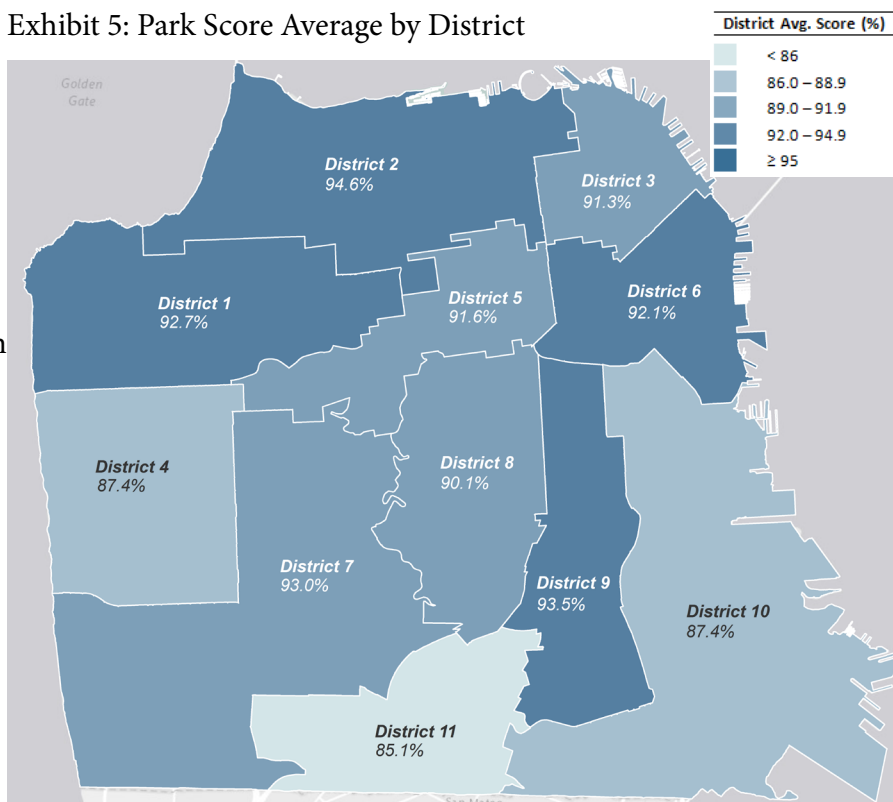 Exhibit 5: Park Score Average by District
District Avg. Score (%)
< 86
86.0 – 88.9
89.0 – 91.9
92.0 – 94.9
≥ 95
Golden
Gate
District 2
94.6%
District 3
91.3%
District 1
92.7%
District 5
91.6%
District 6
92.1%
n
District 4
87.4%
District 8
90.1%
District 7
93.0%
District 9
93.5%
District 10
87.4%
District 11
85.1%